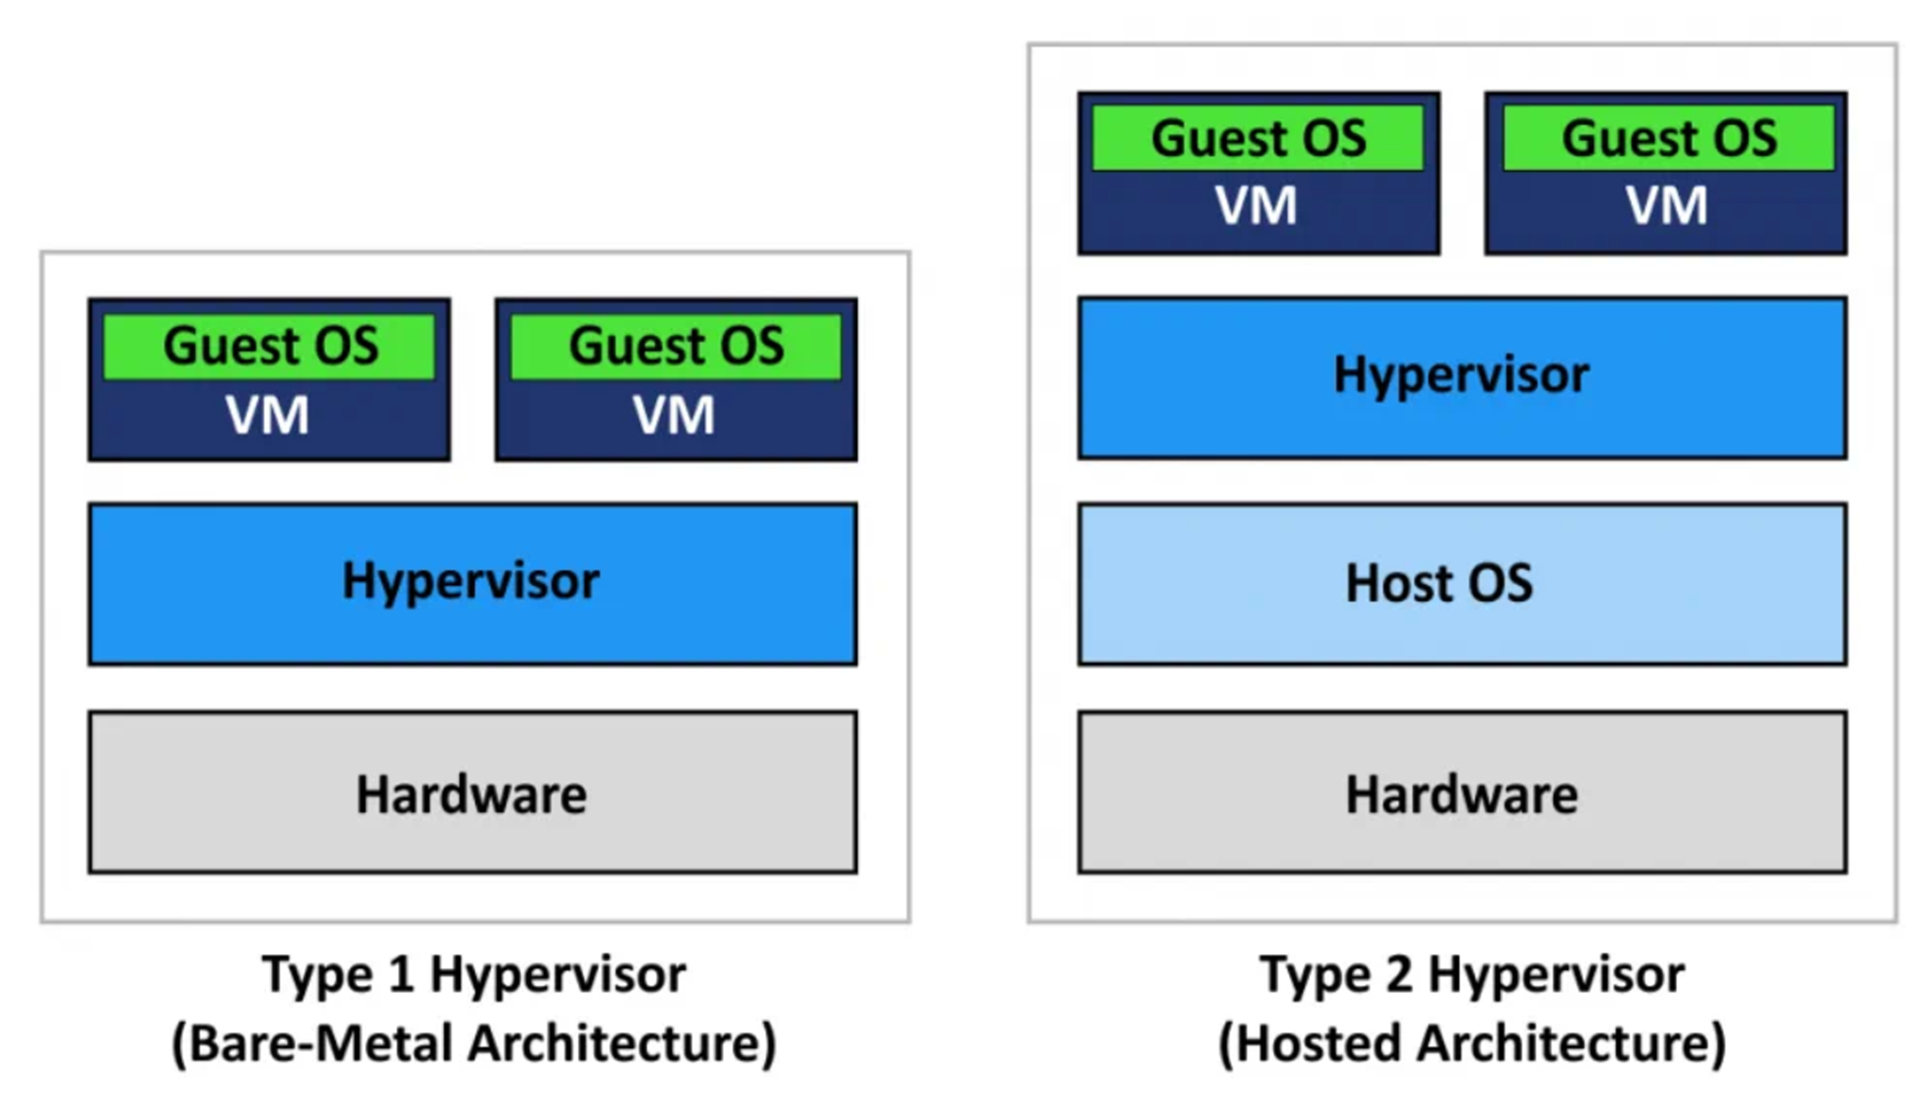 Guest OS
VM
Guest OS
VM
Hypervisor
Hardware
Type 1 Hypervisor
(Bare-Metal Architecture)
Guest OS
VM
Guest OS
VM
Hypervisor
Host OS
Hardware
Type 2 Hypervisor
(Hosted Architecture)